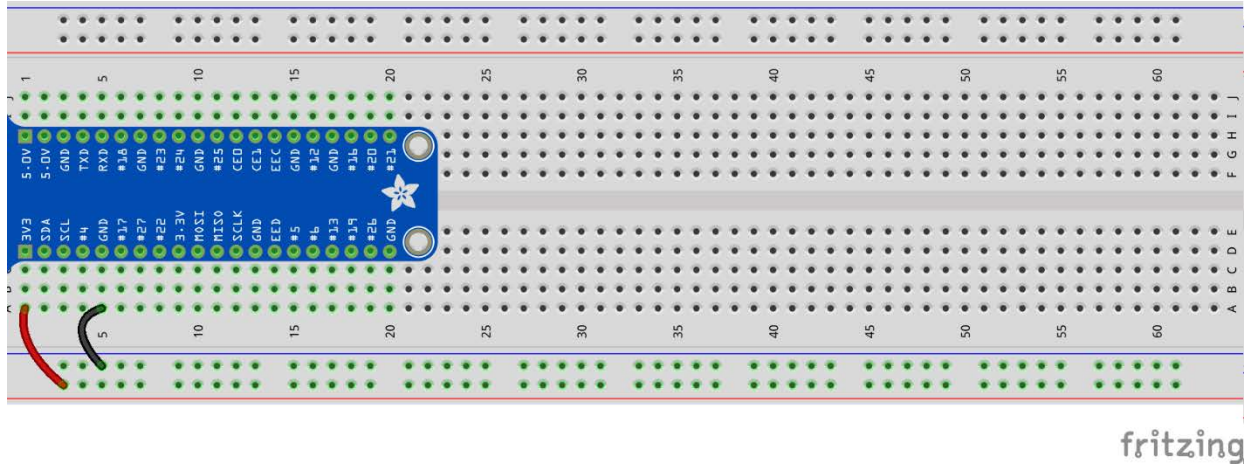 1 5 10 15 20 25 30 35 40 45 50 55 60
J
I
H
G
F
5.0V 5.0V GND TXD RXD #18 GND #23 #24 GND #25 CE0 CE1 EEC GND #12 GND #16 #20 #21
3V3 SDA SCL #4 GND #17 #27 #22 3.3V MOSI MISO SCLK GND EED #5 #6 #13 #19 #26 GND
E
D
C
B
A
5 10 15 20 25 30 35 40 45 50 55 60
fritzing